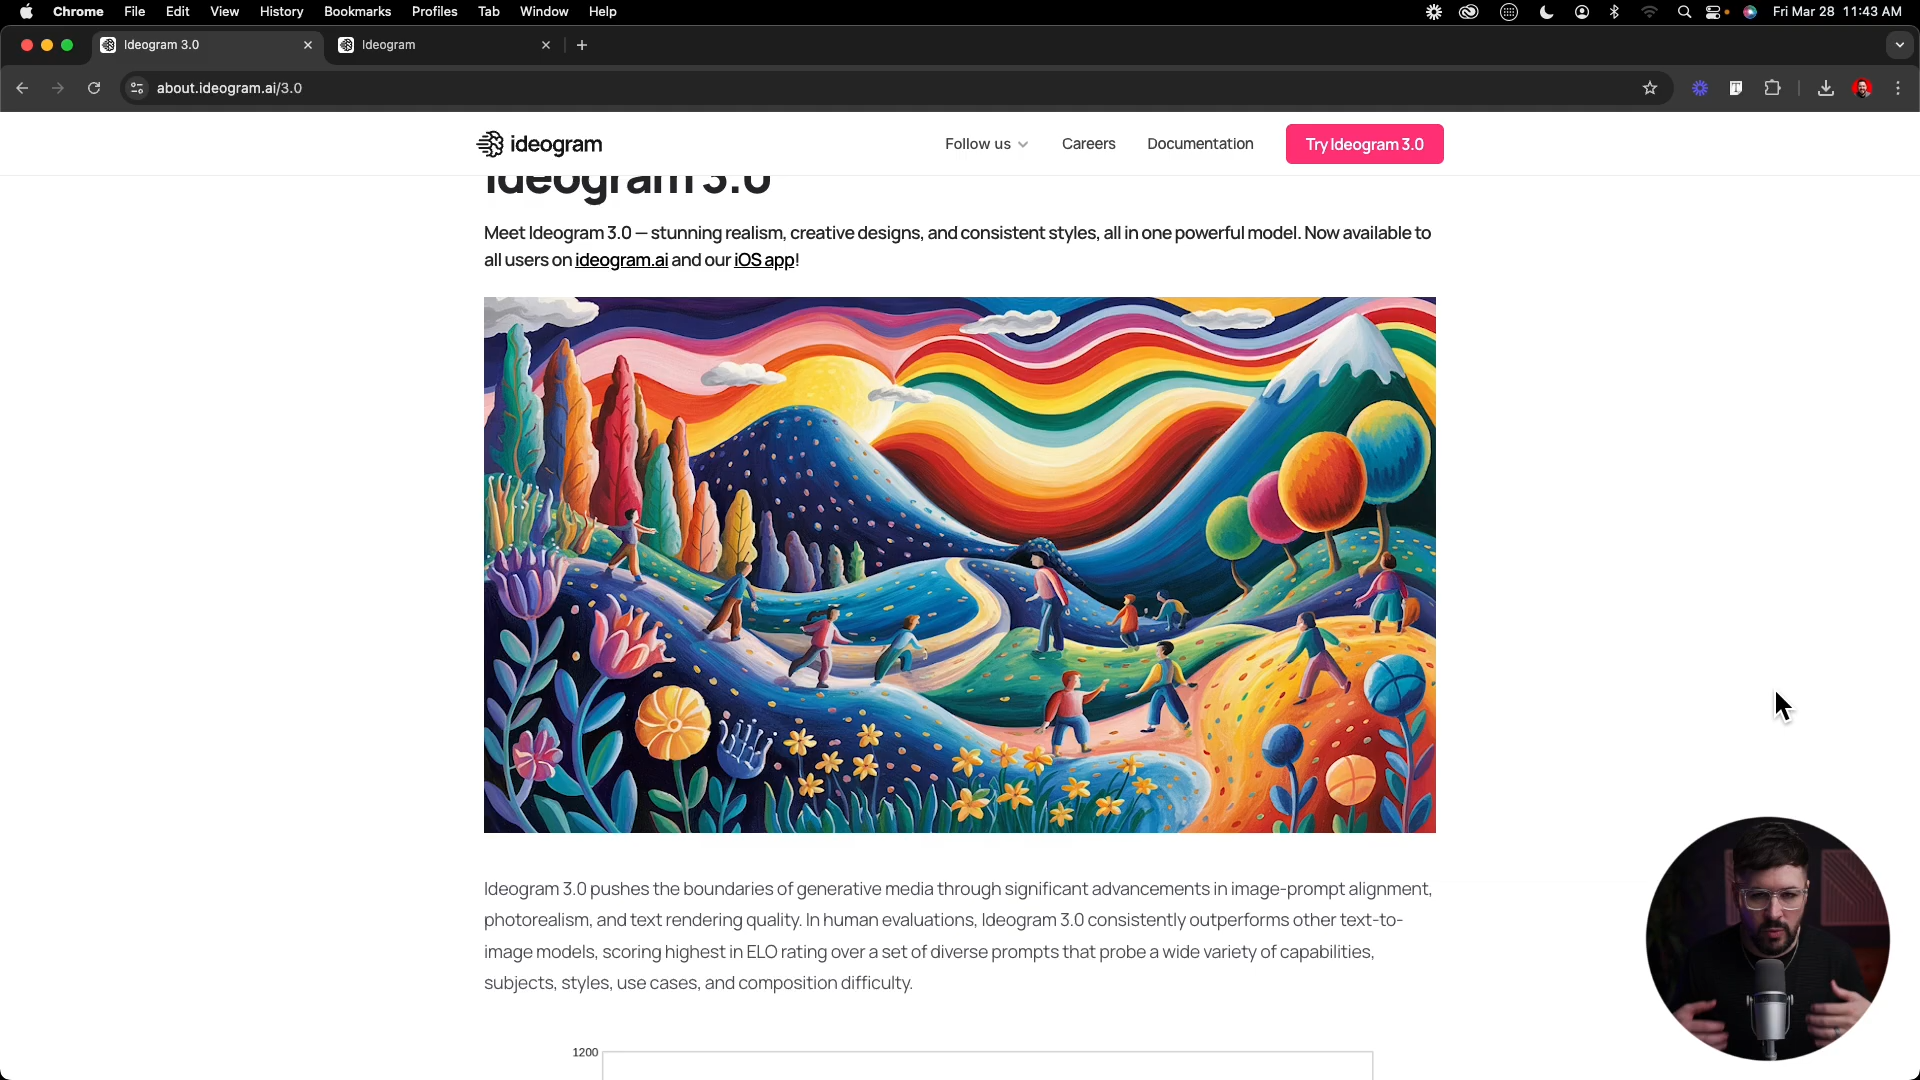 Chrome File Edit View History Bookmarks Profiles Tab Window Help Fri Mar 28 11:43 AM
Ideogram 3.0 Ideogram
about.ideogram.ai/3.0
ideogram Follow us Careers Documentation Try Ideogram 3.0
Ideogram 3.0
Meet Ideogram 3.0 — stunning realism, creative designs, and consistent styles, all in one powerful model. Now available to
all users on ideogram.ai and our iOS app!
Ideogram 3.0 pushes the boundaries of generative media through significant advancements in image-prompt alignment,
photorealism, and text rendering quality. In human evaluations, Ideogram 3.0 consistently outperforms other text-to-
image models, scoring highest in ELO rating over a set of diverse prompts that probe a wide variety of capabilities,
subjects, styles, use cases, and composition difficulty.
1200